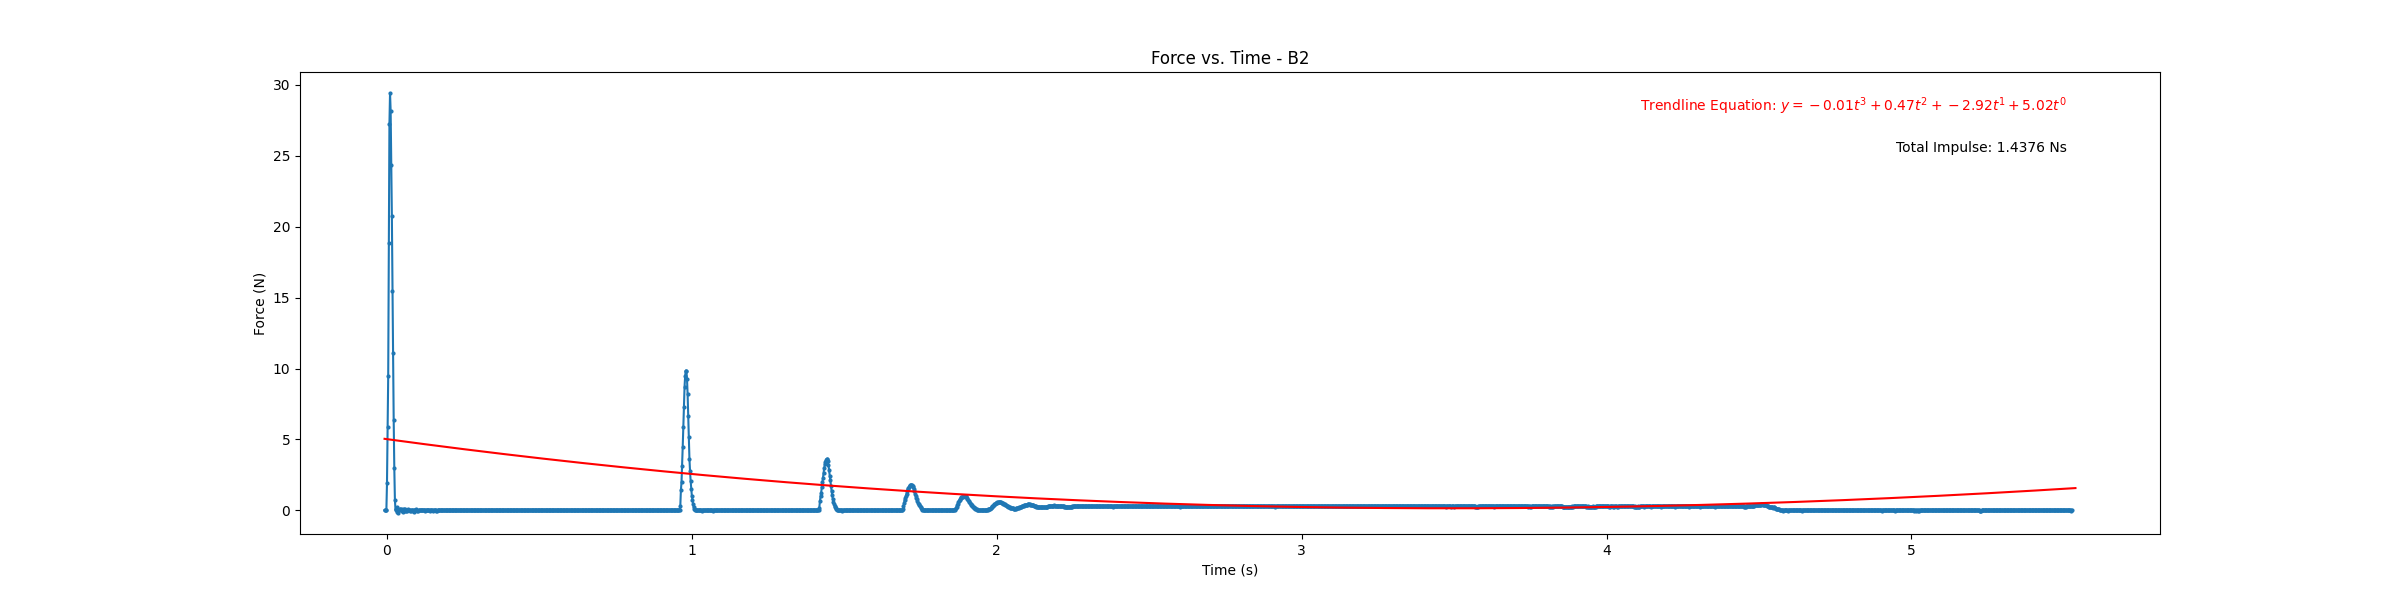 Force vs. Time - B2
Trendline Equation: y = −0.01t³ + 0.47t² + −2.92t¹ + 5.02t⁰
Total Impulse: 1.4376 Ns
Force (N)
30
25
20
15
10
5
0
0 1 2 3 4 5
Time (s)